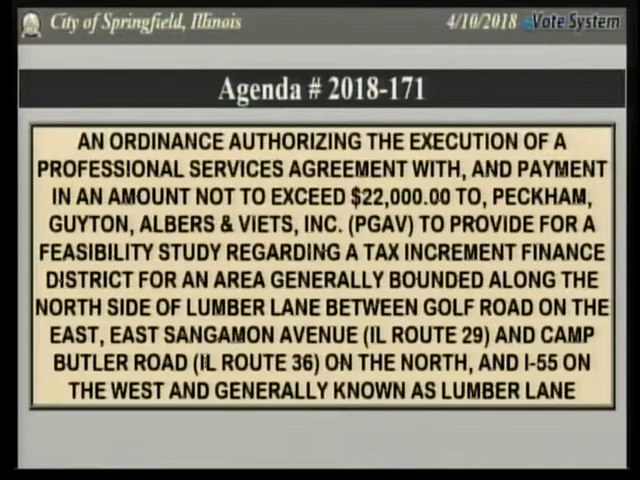 City of Springfield, Illinois
4/10/2018 eVote System
Agenda # 2018-171
AN ORDINANCE AUTHORIZING THE EXECUTION OF A
PROFESSIONAL SERVICES AGREEMENT WITH, AND PAYMENT
IN AN AMOUNT NOT TO EXCEED $22,000.00 TO, PECKHAM,
GUYTON, ALBERS & VIETS, INC. (PGAV) TO PROVIDE FOR A
FEASIBILITY STUDY REGARDING A TAX INCREMENT FINANCE
DISTRICT FOR AN AREA GENERALLY BOUNDED ALONG THE
NORTH SIDE OF LUMBER LANE BETWEEN GOLF ROAD ON THE
EAST, EAST SANGAMON AVENUE (IL ROUTE 29) AND CAMP
BUTLER ROAD (IL ROUTE 36) ON THE NORTH, AND I-55 ON
THE WEST AND GENERALLY KNOWN AS LUMBER LANE